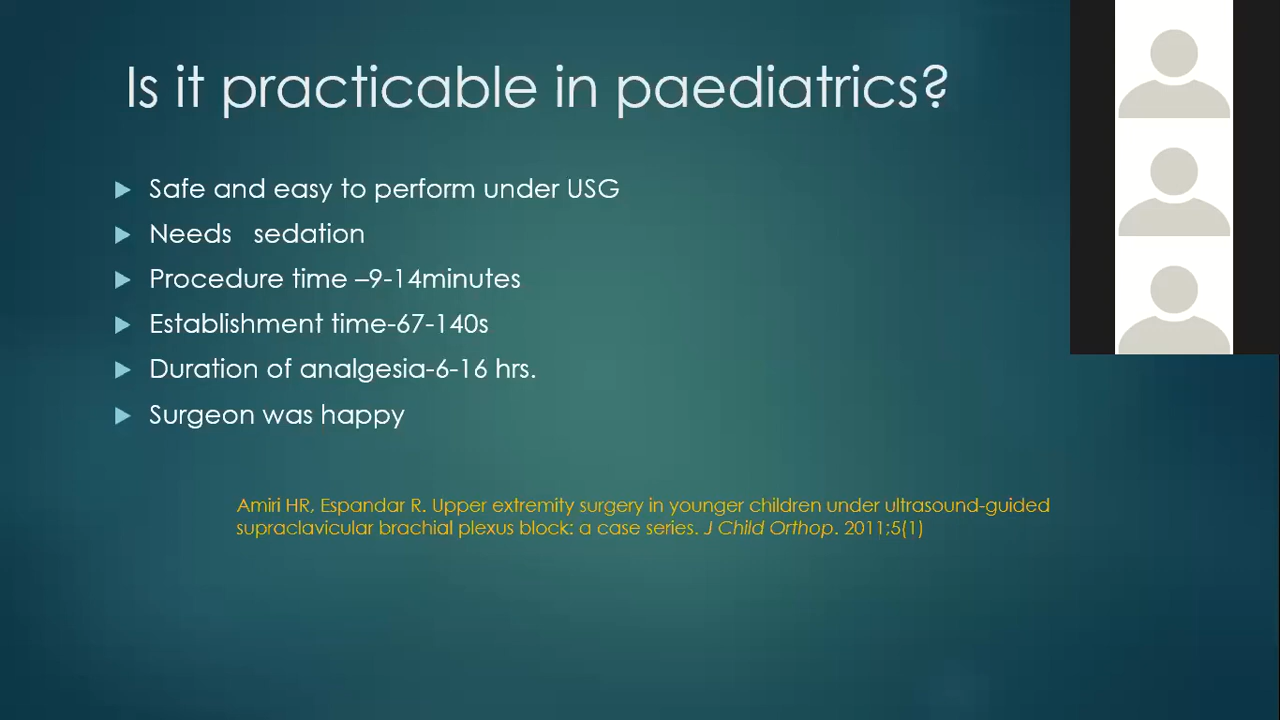 Is it practicable in paediatrics?
Safe and easy to perform under USG
Needs sedation
Procedure time –9-14minutes
Establishment time-67-140s
Duration of analgesia-6-16 hrs.
Surgeon was happy
Amiri HR, Espandar R. Upper extremity surgery in younger children under ultrasound-guided
supraclavicular brachial plexus block: a case series. J Child Orthop. 2011;5(1)